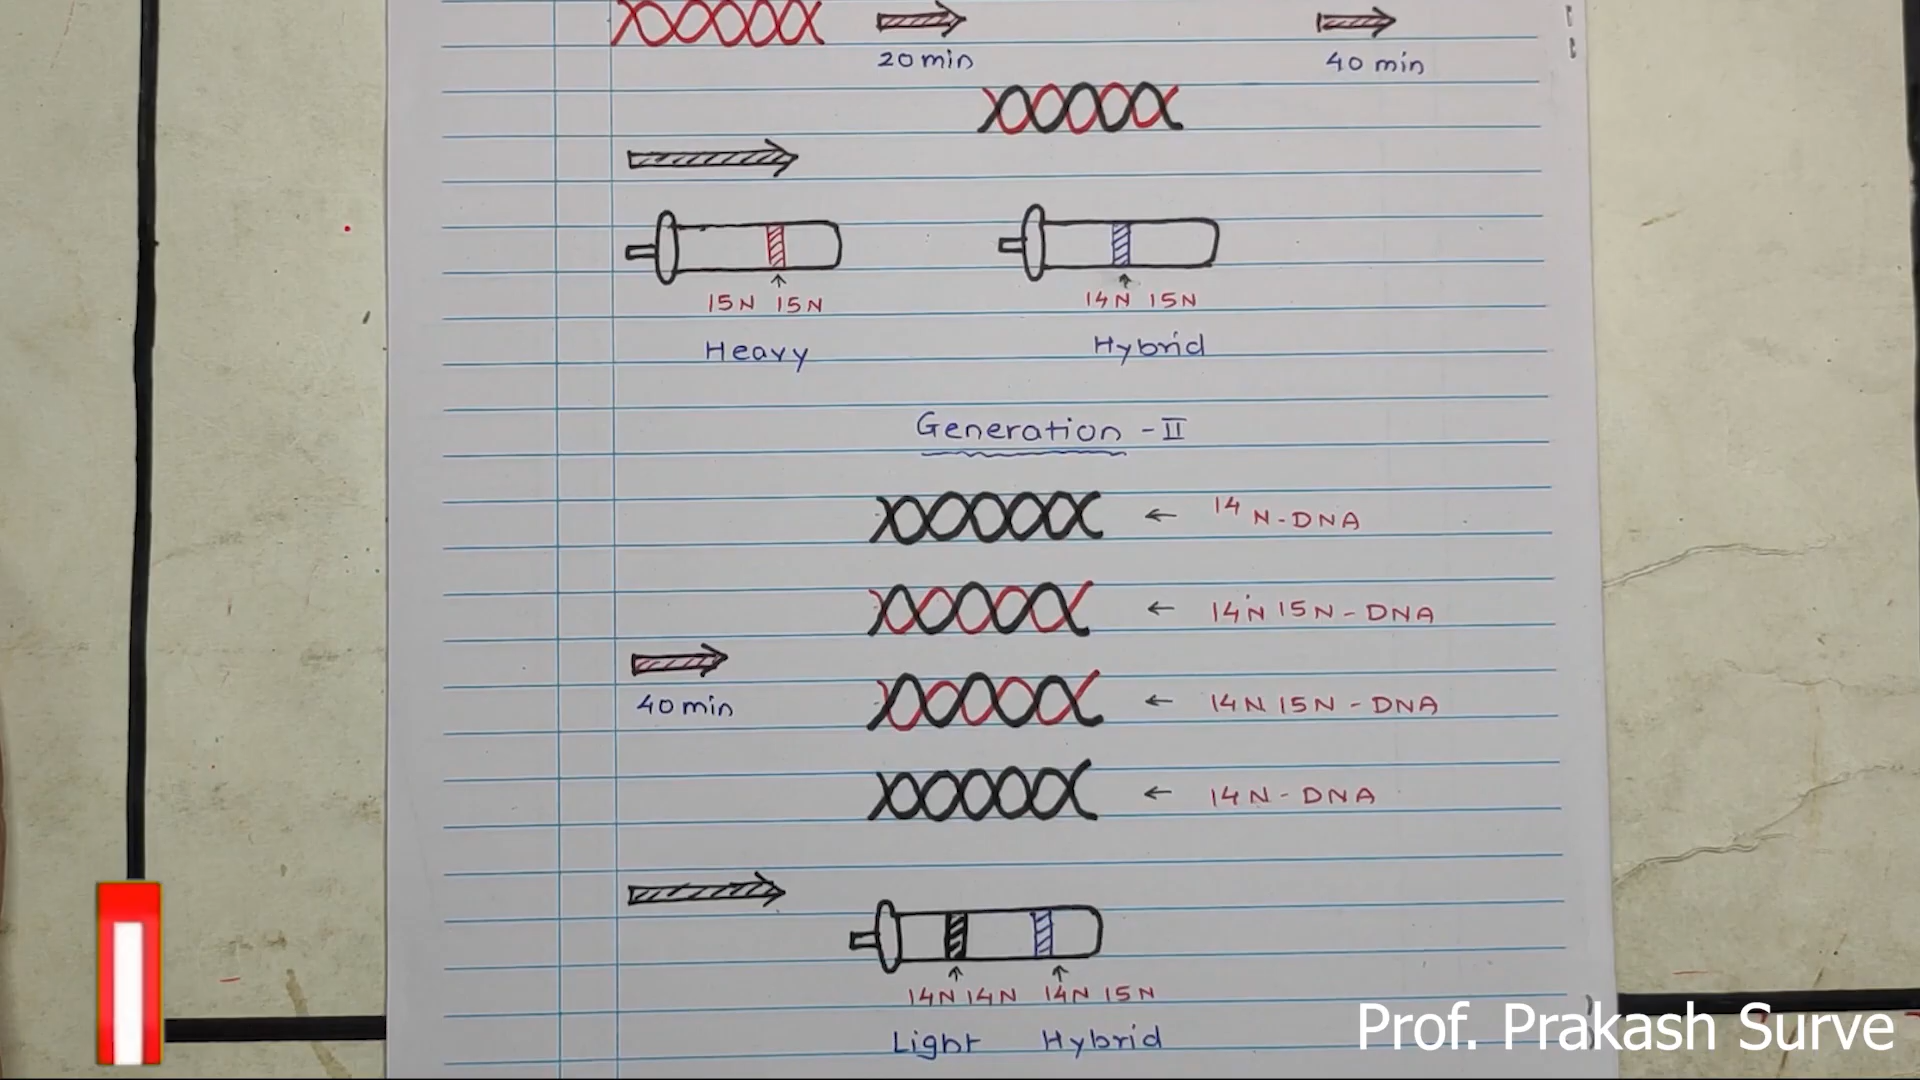 20 min
40 min
15N 15N
14N 15N
Heavy
Hybrid
Generation - II
14 N-DNA
14N 15N - DNA
40 min
14N 15N - DNA
14N - DNA
14N 14N 14N 15N
Light Hybrid
Prof. Prakash Surve